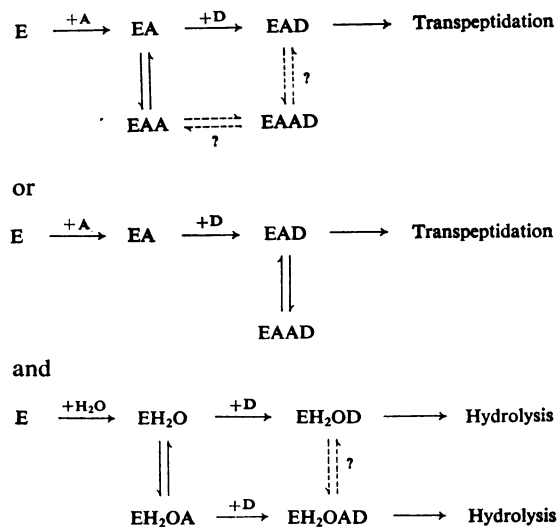 E +A EA +D EAD Transpeptidation
?
EAA ? EAAD
or
E +A EA +D EAD Transpeptidation
EAAD
and
E +H₂O EH₂O +D EH₂OD Hydrolysis
?
EH₂OA +D EH₂OAD Hydrolysis